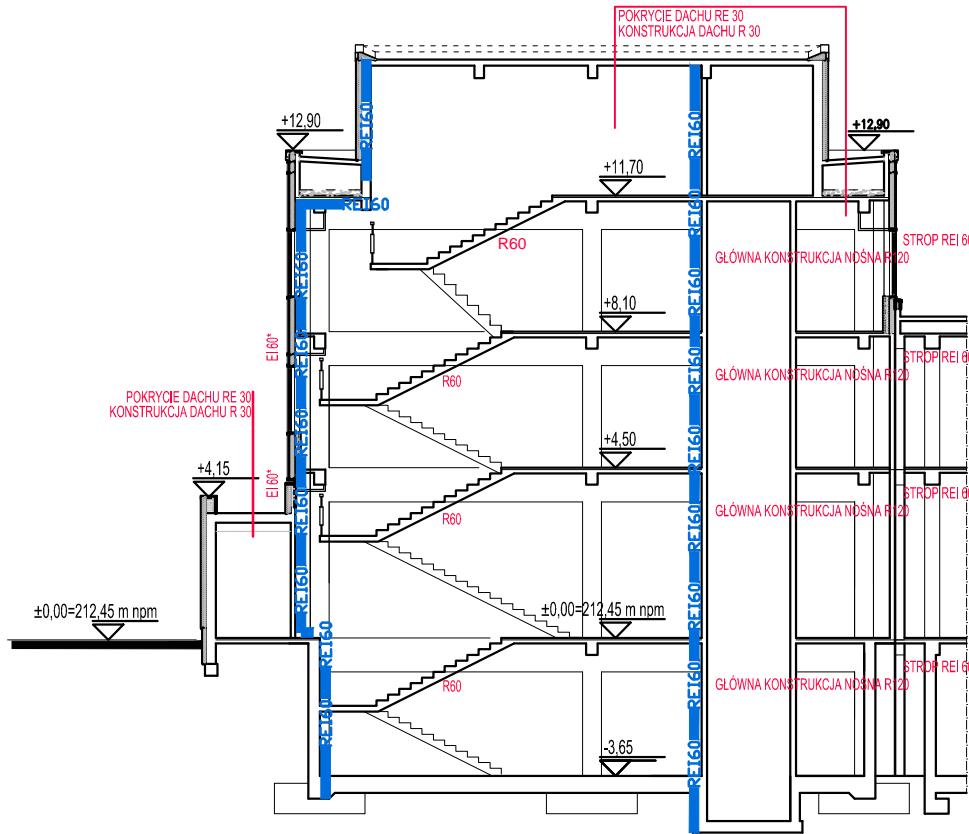 POKRYCIE DACHU RE 30
KONSTRUKCJA DACHU R 30
+12,90
+12,90
REI60
REI60
+11,70
REI60
REI60
R60
STROP REI 60
GŁÓWNA KONSTRUKCJA NOŚNA R120
REI60
REI60
+8,10
REI60
EI 60*
REI60
REI60
R60
STROP REI 60
GŁÓWNA KONSTRUKCJA NOŚNA R120
POKRYCIE DACHU RE 30
KONSTRUKCJA DACHU R 30
REI60
REI60
+4,50
+4,15
EI 60*
REI60
REI60
R60
STROP REI 60
GŁÓWNA KONSTRUKCJA NOŚNA R120
REI60
REI60
±0,00=212,45 m npm
±0,00=212,45 m npm
REI60
REI60
R60
STROP REI 60
GŁÓWNA KONSTRUKCJA NOŚNA R120
REI60
REI60
-3,65